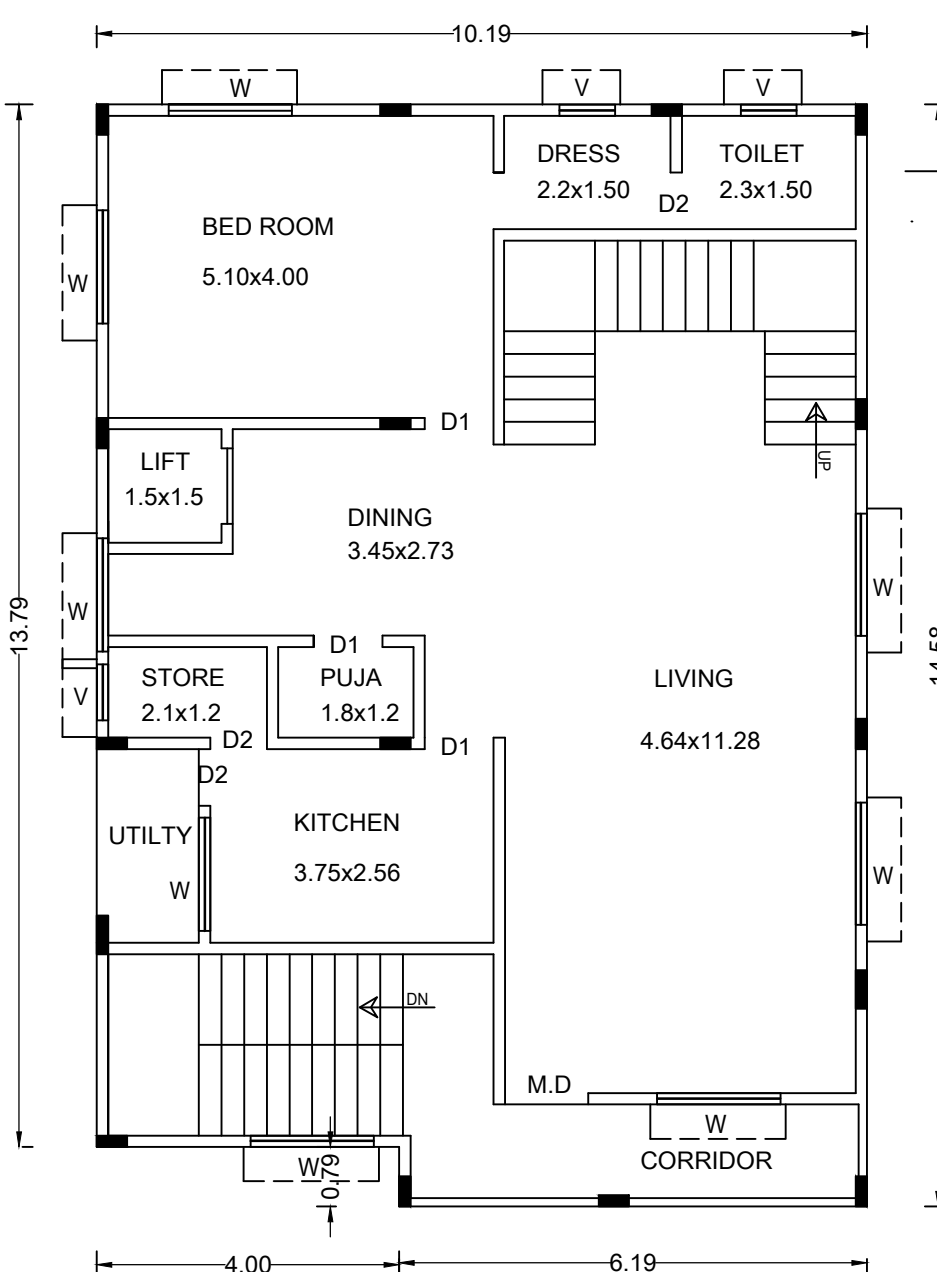 10.19
W
V
V
DRESS
2.2x1.50
TOILET
2.3x1.50
D2
BED ROOM
5.10x4.00
W
D1
UP
LIFT
1.5x1.5
DINING
3.45x2.73
W
W
13.79
14.58
D1
STORE
2.1x1.2
PUJA
1.8x1.2
LIVING
4.64x11.28
V
D2
D1
D2
UTILTY
KITCHEN
3.75x2.56
W
W
DN
M.D
W
CORRIDOR
W
0.79
4.00
6.19